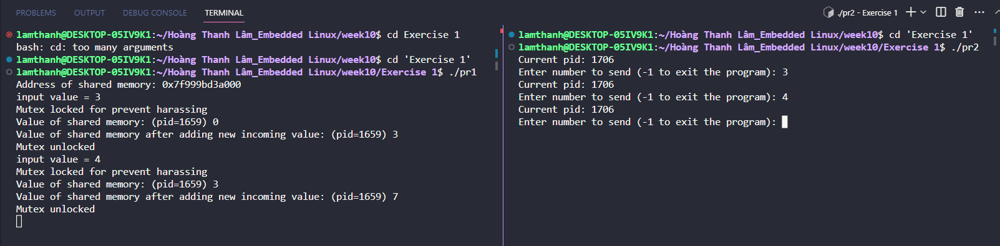 PROBLEMS OUTPUT DEBUG CONSOLE TERMINAL
./pr2 - Exercise 1
lamthanh@DESKTOP-05IV9K1:~/Hoàng Thanh Lâm_Embedded Linux/week10$ cd Exercise 1
bash: cd: too many arguments
lamthanh@DESKTOP-05IV9K1:~/Hoàng Thanh Lâm_Embedded Linux/week10$ cd 'Exercise 1'
lamthanh@DESKTOP-05IV9K1:~/Hoàng Thanh Lâm_Embedded Linux/week10/Exercise 1$ ./pr1
Address of shared memory: 0x7f999bd3a000
input value = 3
Mutex locked for prevent harassing
Value of shared memory: (pid=1659) 0
Value of shared memory after adding new incoming value: (pid=1659) 3
Mutex unlocked
input value = 4
Mutex locked for prevent harassing
Value of shared memory: (pid=1659) 3
Value of shared memory after adding new incoming value: (pid=1659) 7
Mutex unlocked
lamthanh@DESKTOP-05IV9K1:~/Hoàng Thanh Lâm_Embedded Linux/week10$ cd 'Exercise 1'
lamthanh@DESKTOP-05IV9K1:~/Hoàng Thanh Lâm_Embedded Linux/week10/Exercise 1$ ./pr2
Current pid: 1706
Enter number to send (-1 to exit the program): 3
Current pid: 1706
Enter number to send (-1 to exit the program): 4
Current pid: 1706
Enter number to send (-1 to exit the program):